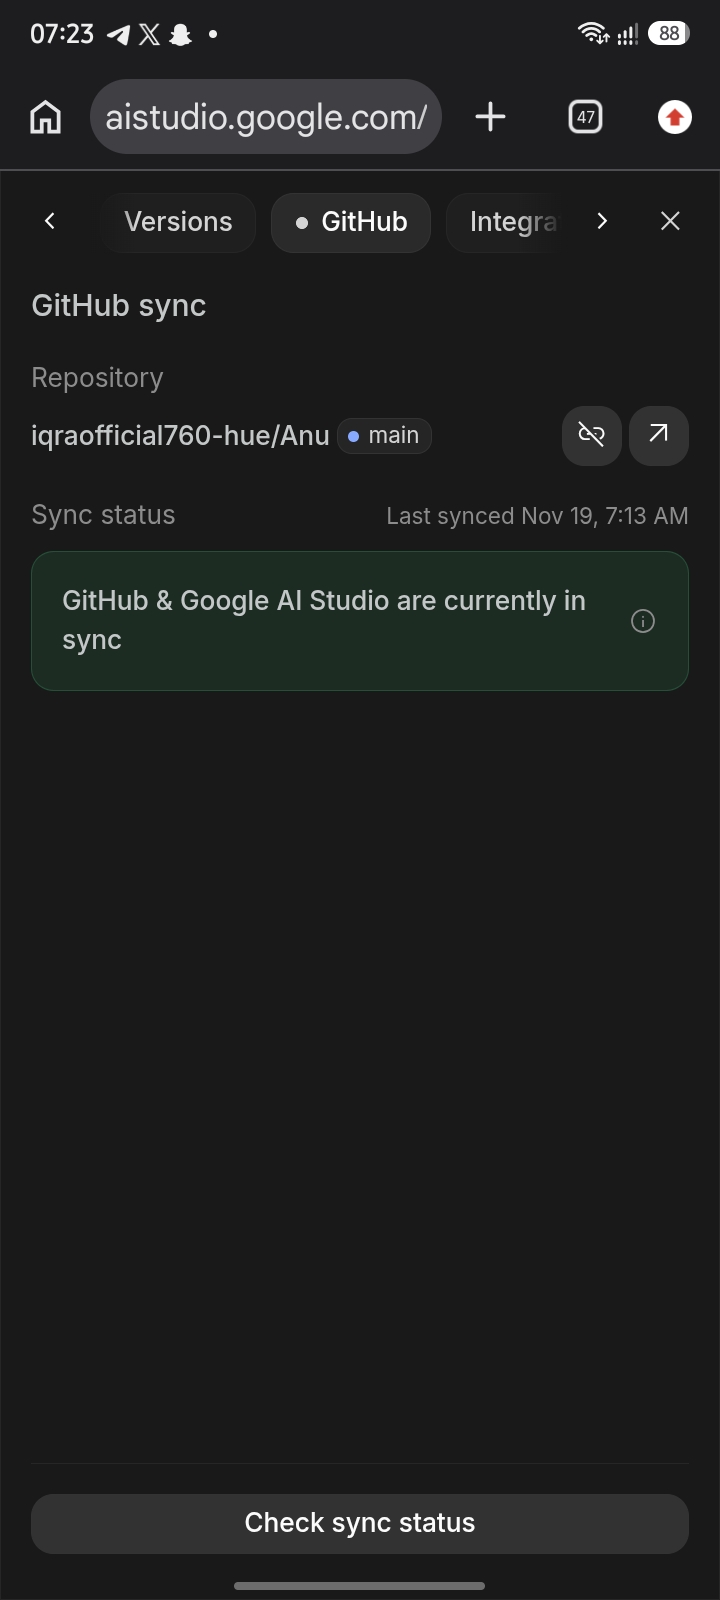 07:23
88
aistudio.google.com/
47
Versions
GitHub
Integra
GitHub sync
Repository
iqraofficial760-hue/Anu
main
Sync status
Last synced Nov 19, 7:13 AM
GitHub & Google AI Studio are currently in
sync
Check sync status